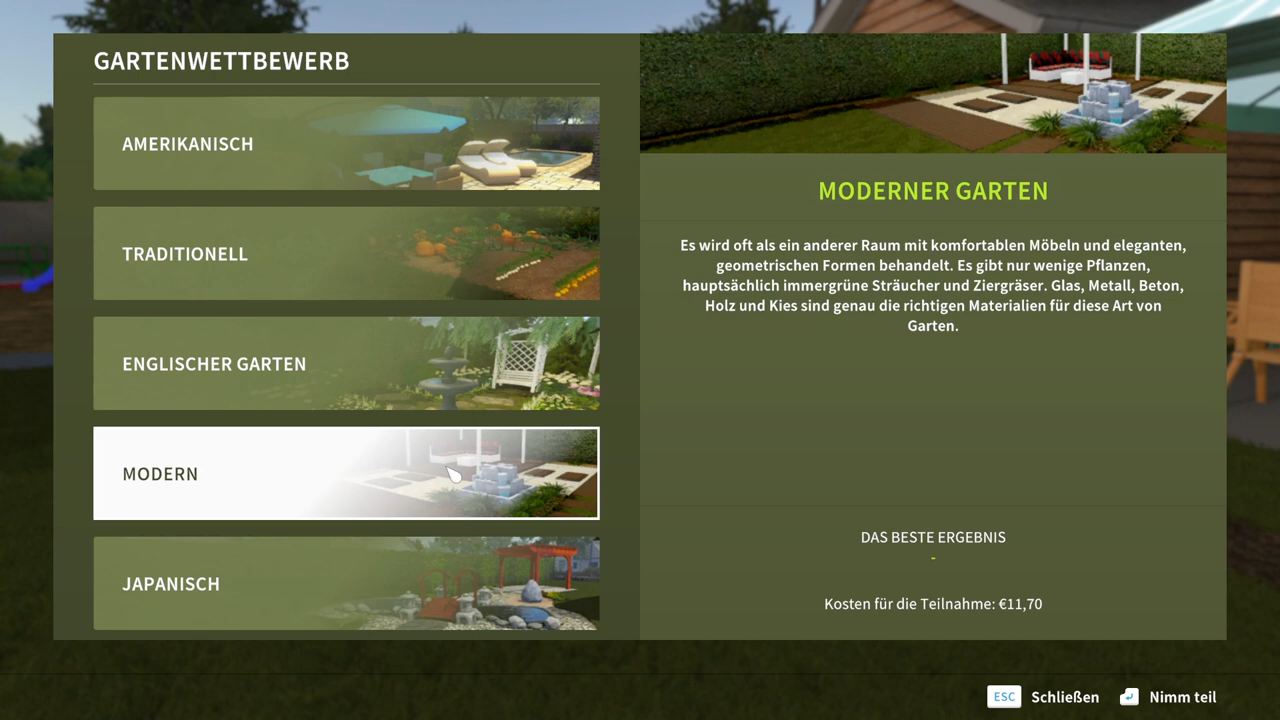 GARTENWETTBEWERB
AMERIKANISCH
TRADITIONELL
ENGLISCHER GARTEN
MODERN
JAPANISCH
MODERNER GARTEN
Es wird oft als ein anderer Raum mit komfortablen Möbeln und eleganten,
geometrischen Formen behandelt. Es gibt nur wenige Pflanzen,
hauptsächlich immergrüne Sträucher und Ziergräser. Glas, Metall, Beton,
Holz und Kies sind genau die richtigen Materialien für diese Art von
Garten.
DAS BESTE ERGEBNIS
-
Kosten für die Teilnahme: €11,70
ESC Schließen Nimm teil